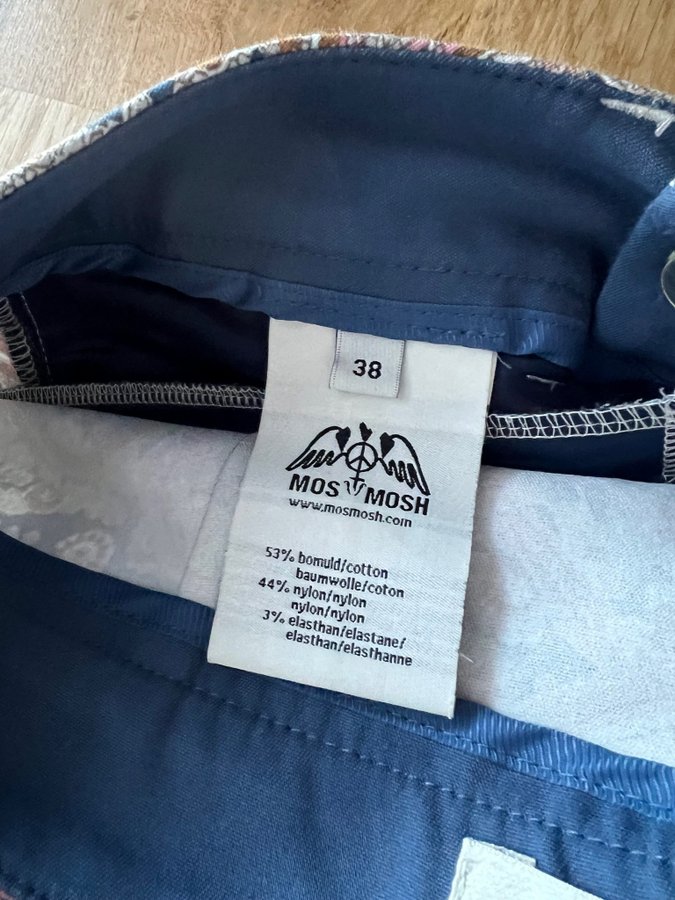 38
MOS MOSH
www.mosmosh.com
53% bomuld/cotton
baumwolle/coton
44% nylon/nylon
nylon/nylon
3% elasthan/elastane/
elasthan/elasthanne